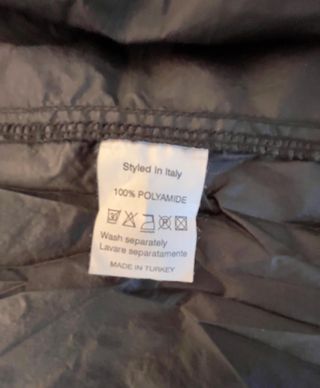 Styled In Italy
100% POLYAMIDE
Wash separately
Lavare separatamente
MADE IN TURKEY